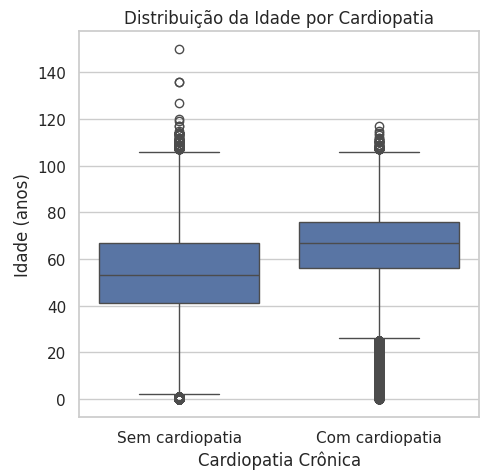 Distribuição da Idade por Cardiopatia
140
120
100
80
60
40
20
0
Idade (anos)
Sem cardiopatia
Com cardiopatia
Cardiopatia Crônica